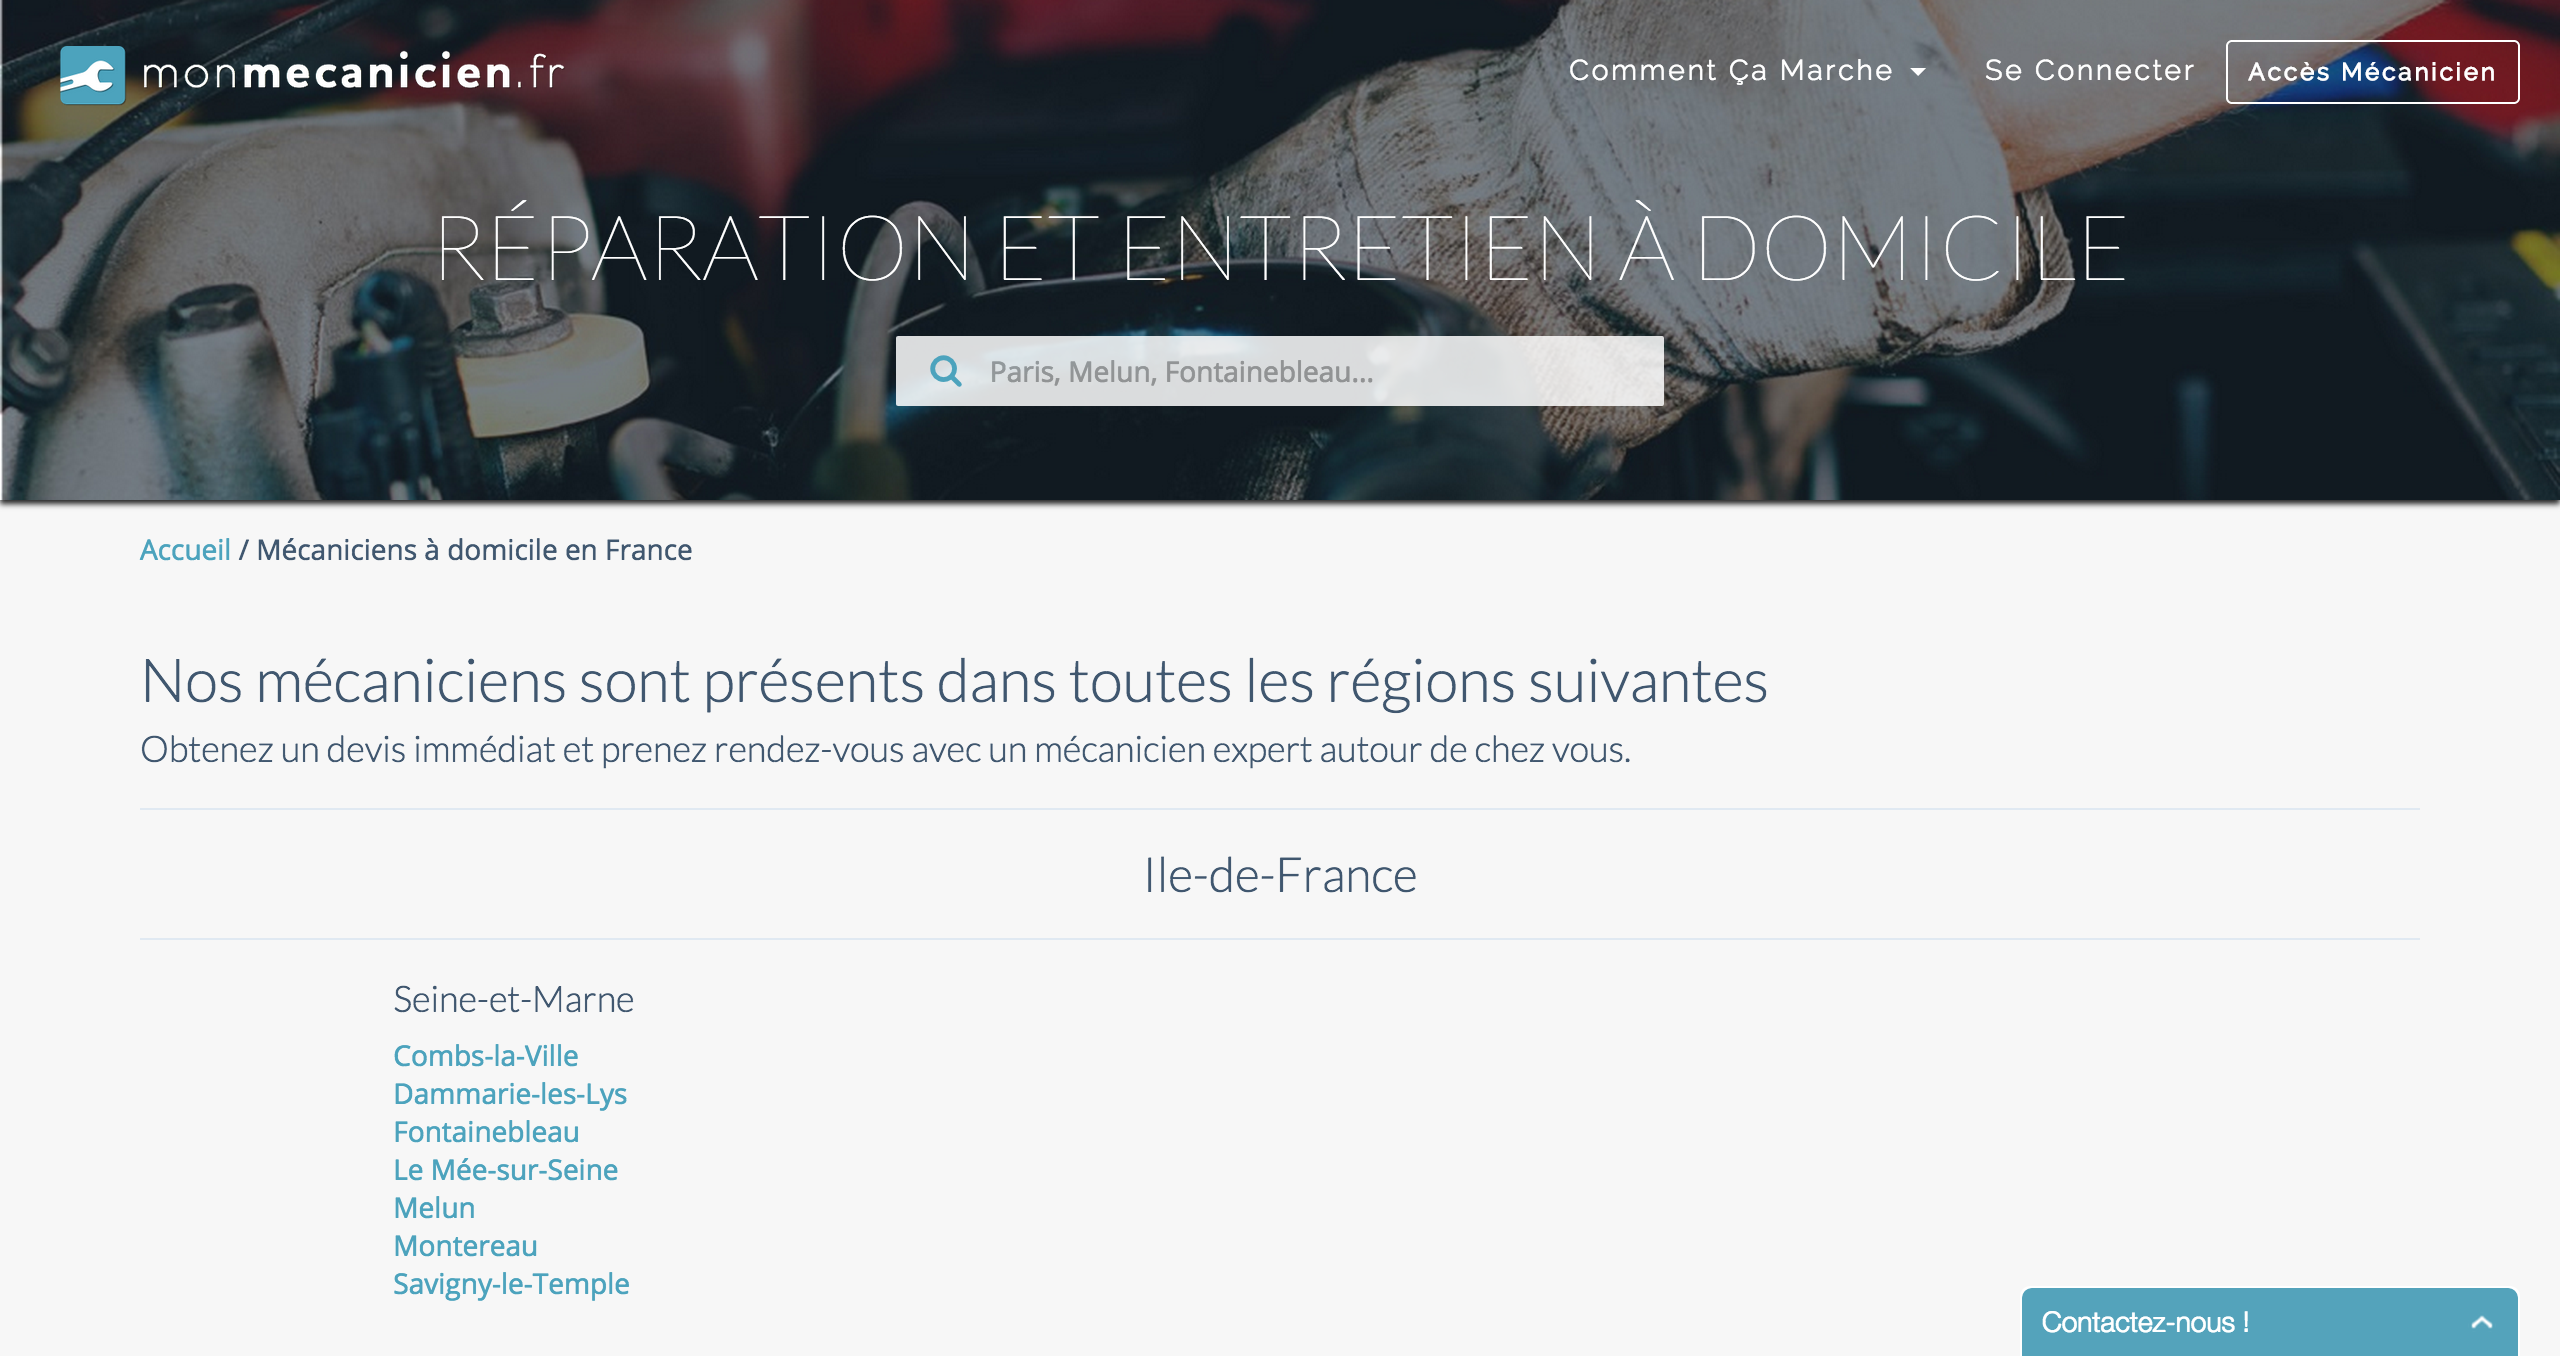 monmecanicien.fr
Comment Ça Marche
Se Connecter
Accès Mécanicien
RÉPARATION ET ENTRETIEN À DOMICILE
Paris, Melun, Fontainebleau...
Accueil / Mécaniciens à domicile en France
Nos mécaniciens sont présents dans toutes les régions suivantes
Obtenez un devis immédiat et prenez rendez-vous avec un mécanicien expert autour de chez vous.
Ile-de-France
Seine-et-Marne
Combs-la-Ville
Dammarie-les-Lys
Fontainebleau
Le Mée-sur-Seine
Melun
Montereau
Savigny-le-Temple
Contactez-nous !